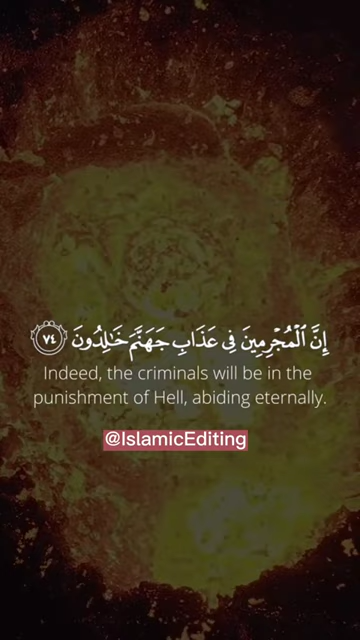 إِنَّ ٱلْمُجْرِمِينَ فِى عَذَابِ جَهَنَّمَ خَٰلِدُونَ ٧٤
Indeed, the criminals will be in the
punishment of Hell, abiding eternally.
@IslamicEditing